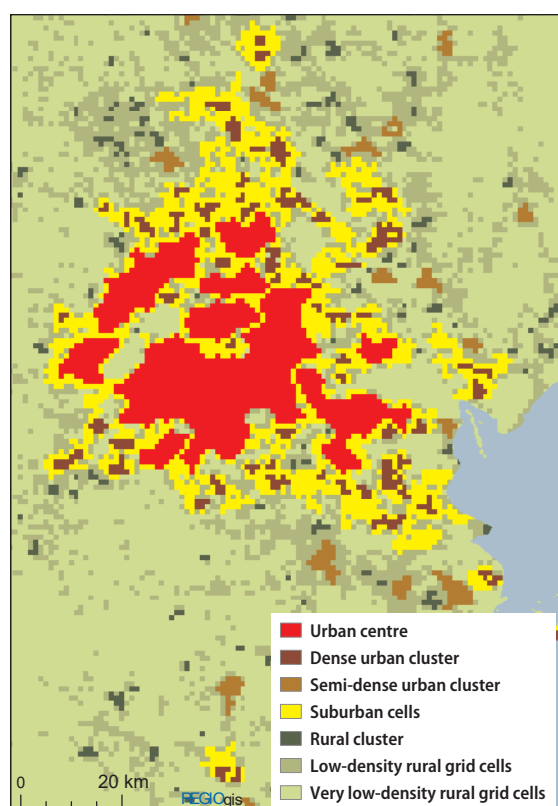 Urban centre
Dense urban cluster
Semi-dense urban cluster
Suburban cells
Rural cluster
Low-density rural grid cells
Very low-density rural grid cells
0 20 km
REGIOgis